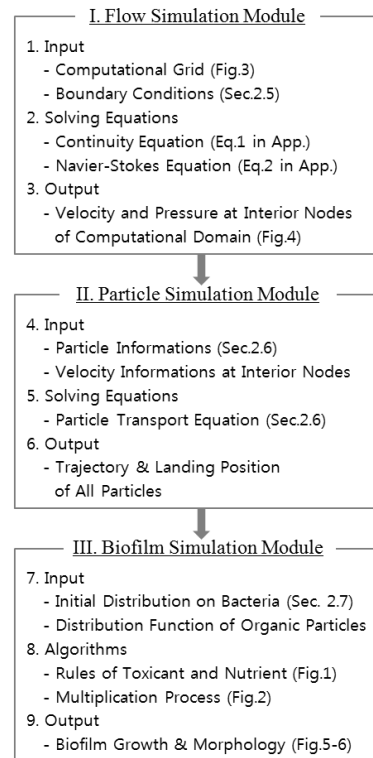 I. Flow Simulation Module
1. Input
- Computational Grid (Fig.3)
- Boundary Conditions (Sec.2.5)
2. Solving Equations
- Continuity Equation (Eq.1 in App.)
- Navier-Stokes Equation (Eq.2 in App.)
3. Output
- Velocity and Pressure at Interior Nodes
of Computational Domain (Fig.4)
II. Particle Simulation Module
4. Input
- Particle Informations (Sec.2.6)
- Velocity Informations at Interior Nodes
5. Solving Equations
- Particle Transport Equation (Sec.2.6)
6. Output
- Trajectory & Landing Position
of All Particles
III. Biofilm Simulation Module
7. Input
- Initial Distribution on Bacteria (Sec. 2.7)
- Distribution Function of Organic Particles
8. Algorithms
- Rules of Toxicant and Nutrient (Fig.1)
- Multiplication Process (Fig.2)
9. Output
- Biofilm Growth & Morphology (Fig.5-6)